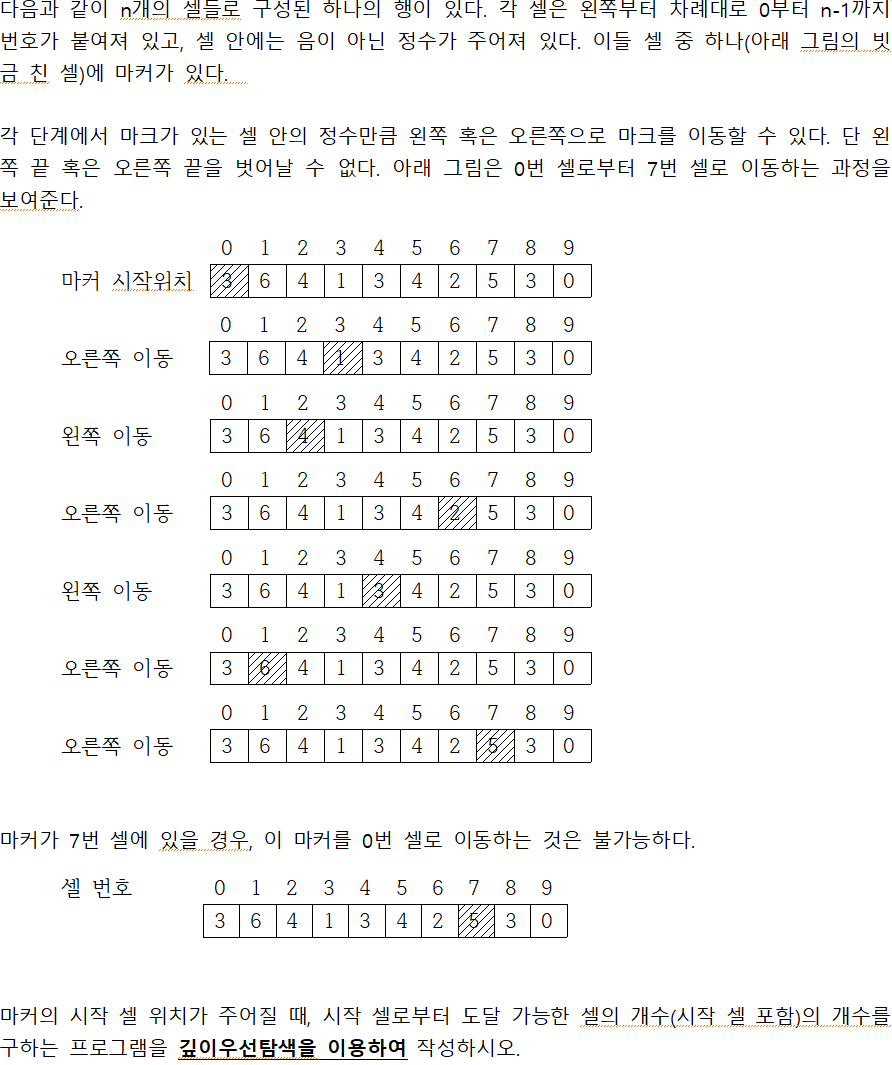 다음과 같이 n개의 셀들로 구성된 하나의 행이 있다. 각 셀은 왼쪽부터 차례대로 0부터 n-1까지
번호가 붙여져 있고, 셀 안에는 음이 아닌 정수가 주어져 있다. 이들 셀 중 하나(아래 그림의 빗
금 친 셀)에 마커가 있다.
각 단계에서 마크가 있는 셀 안의 정수만큼 왼쪽 혹은 오른쪽으로 마크를 이동할 수 있다. 단 왼
쪽 끝 혹은 오른쪽 끝을 벗어날 수 없다. 아래 그림은 0번 셀로부터 7번 셀로 이동하는 과정을
보여준다.
0 1 2 3 4 5 6 7 8 9
마커 시작위치 3 6 4 1 3 4 2 5 3 0
0 1 2 3 4 5 6 7 8 9
오른쪽 이동 3 6 4 1 3 4 2 5 3 0
0 1 2 3 4 5 6 7 8 9
왼쪽 이동 3 6 4 1 3 4 2 5 3 0
0 1 2 3 4 5 6 7 8 9
오른쪽 이동 3 6 4 1 3 4 2 5 3 0
0 1 2 3 4 5 6 7 8 9
왼쪽 이동 3 6 4 1 3 4 2 5 3 0
0 1 2 3 4 5 6 7 8 9
오른쪽 이동 3 6 4 1 3 4 2 5 3 0
0 1 2 3 4 5 6 7 8 9
오른쪽 이동 3 6 4 1 3 4 2 5 3 0
마커가 7번 셀에 있을 경우, 이 마커를 0번 셀로 이동하는 것은 불가능하다.
셀 번호 0 1 2 3 4 5 6 7 8 9
3 6 4 1 3 4 2 5 3 0
마커의 시작 셀 위치가 주어질 때, 시작 셀로부터 도달 가능한 셀의 개수(시작 셀 포함)의 개수를
구하는 프로그램을 깊이우선탐색을 이용하여 작성하시오.